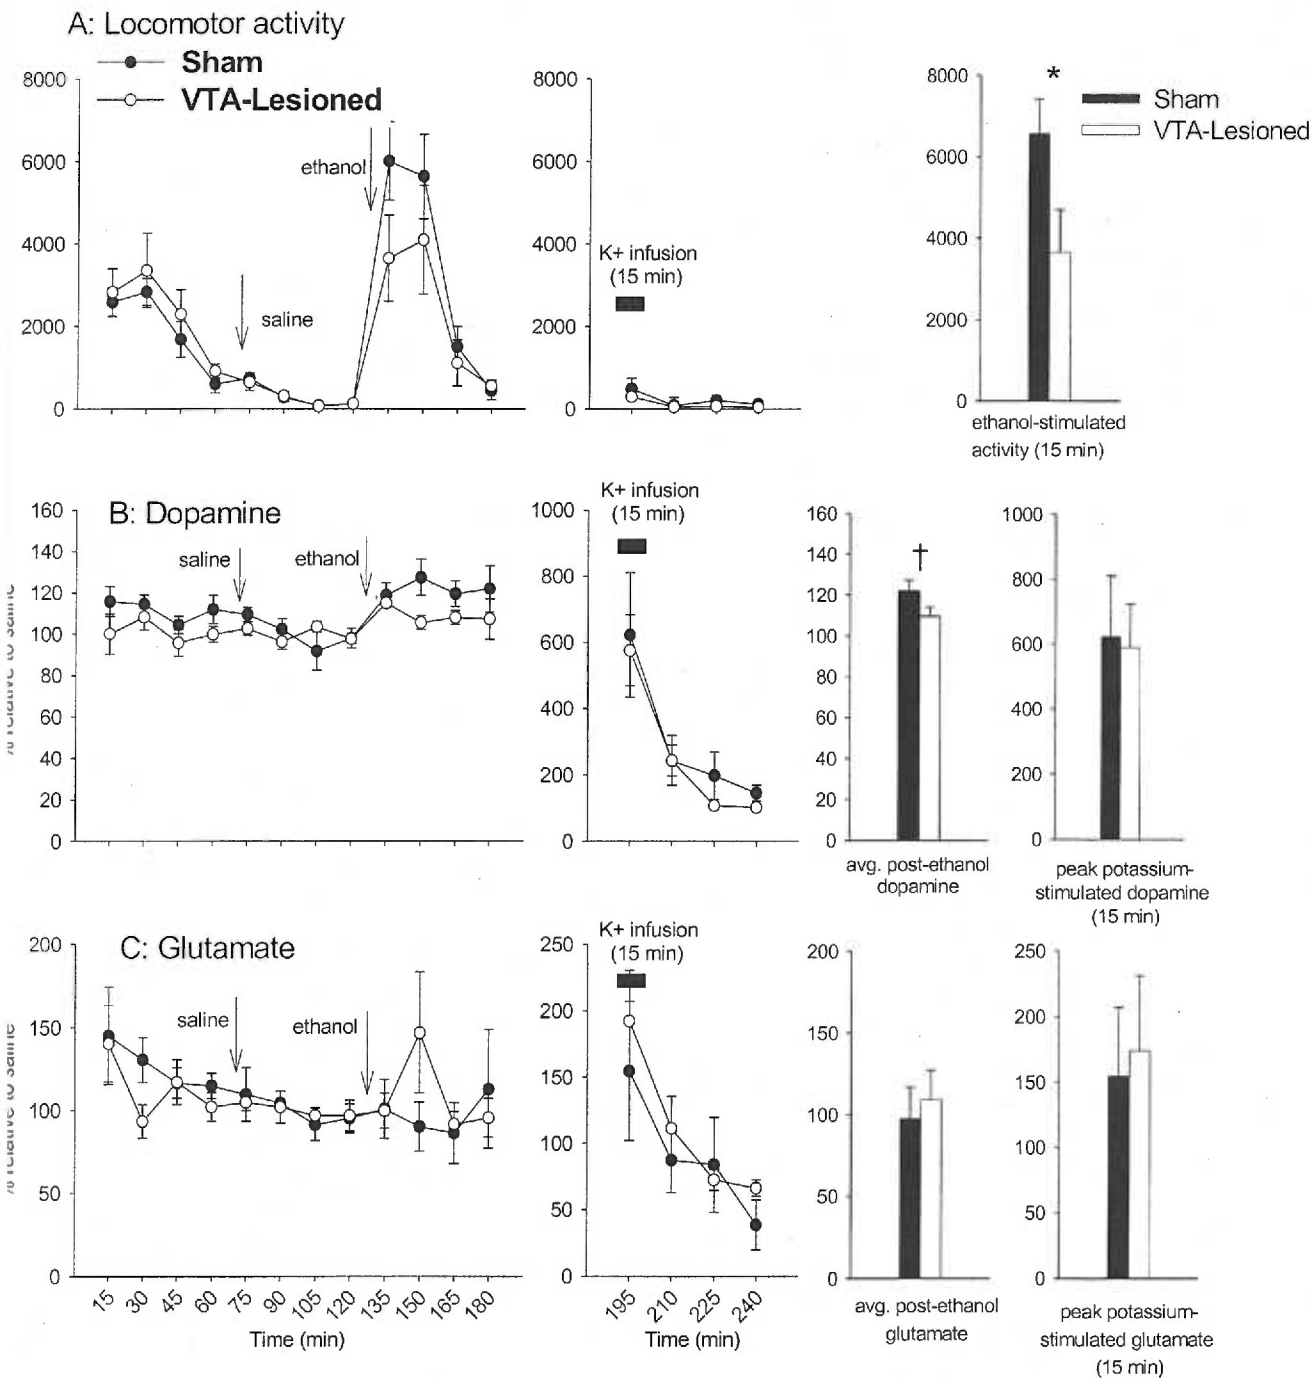 A: Locomotor activity
Sham
VTA-Lesioned
8000
6000
4000
2000
0
ethanol
saline
8000
6000
4000
2000
0
K+ infusion
(15 min)
8000
6000
4000
2000
0
*
Sham
VTA-Lesioned
ethanol-stimulated
activity (15 min)
B: Dopamine
% relative to saline
160
140
120
100
80
60
40
20
0
saline
ethanol
K+ infusion
(15 min)
1000
800
600
400
200
0
160
140
120
100
80
60
40
20
0
†
avg. post-ethanol
dopamine
1000
800
600
400
200
0
peak potassium-
stimulated dopamine
(15 min)
C: Glutamate
% relative to saline
200
150
100
50
0
saline
ethanol
15 30 45 60 75 90 105 120 135 150 165 180
Time (min)
K+ infusion
(15 min)
250
200
150
100
50
0
195 210 225 240
Time (min)
200
150
100
50
0
avg. post-ethanol
glutamate
250
200
150
100
50
0
peak potassium-
stimulated glutamate
(15 min)